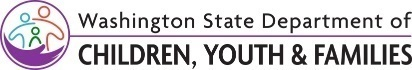 Washington State Department of
CHILDREN, YOUTH & FAMILIES